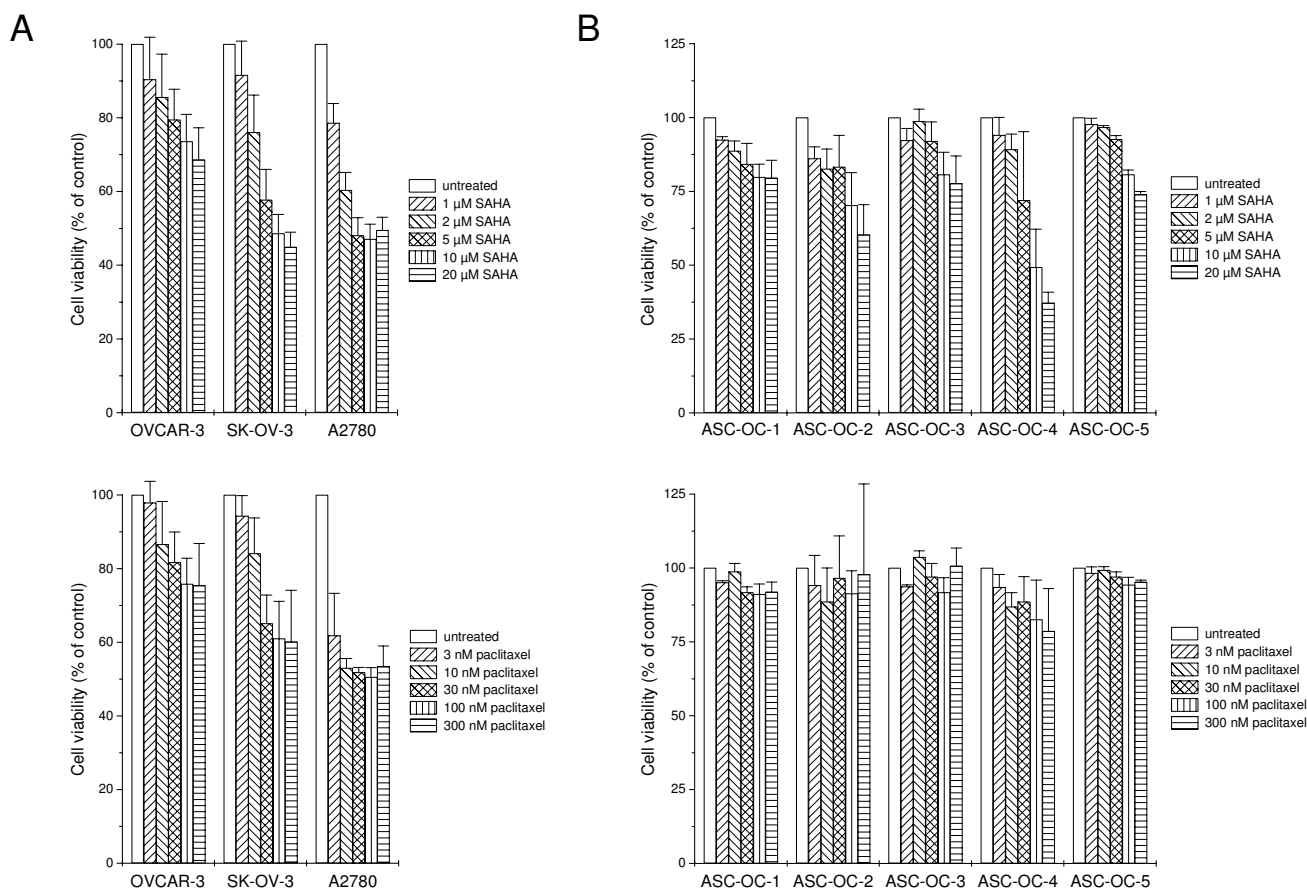 A
Cell viability (% of control)
100
80
60
40
20
0
OVCAR-3 SK-OV-3 A2780
untreated
1 µM SAHA
2 µM SAHA
5 µM SAHA
10 µM SAHA
20 µM SAHA
B
Cell viability (% of control)
125
100
75
50
25
0
ASC-OC-1 ASC-OC-2 ASC-OC-3 ASC-OC-4 ASC-OC-5
untreated
1 µM SAHA
2 µM SAHA
5 µM SAHA
10 µM SAHA
20 µM SAHA
Cell viability (% of control)
100
80
60
40
20
0
OVCAR-3 SK-OV-3 A2780
untreated
3 nM paclitaxel
10 nM paclitaxel
30 nM paclitaxel
100 nM paclitaxel
300 nM paclitaxel
Cell viability (% of control)
125
100
75
50
25
0
ASC-OC-1 ASC-OC-2 ASC-OC-3 ASC-OC-4 ASC-OC-5
untreated
3 nM paclitaxel
10 nM paclitaxel
30 nM paclitaxel
100 nM paclitaxel
300 nM paclitaxel